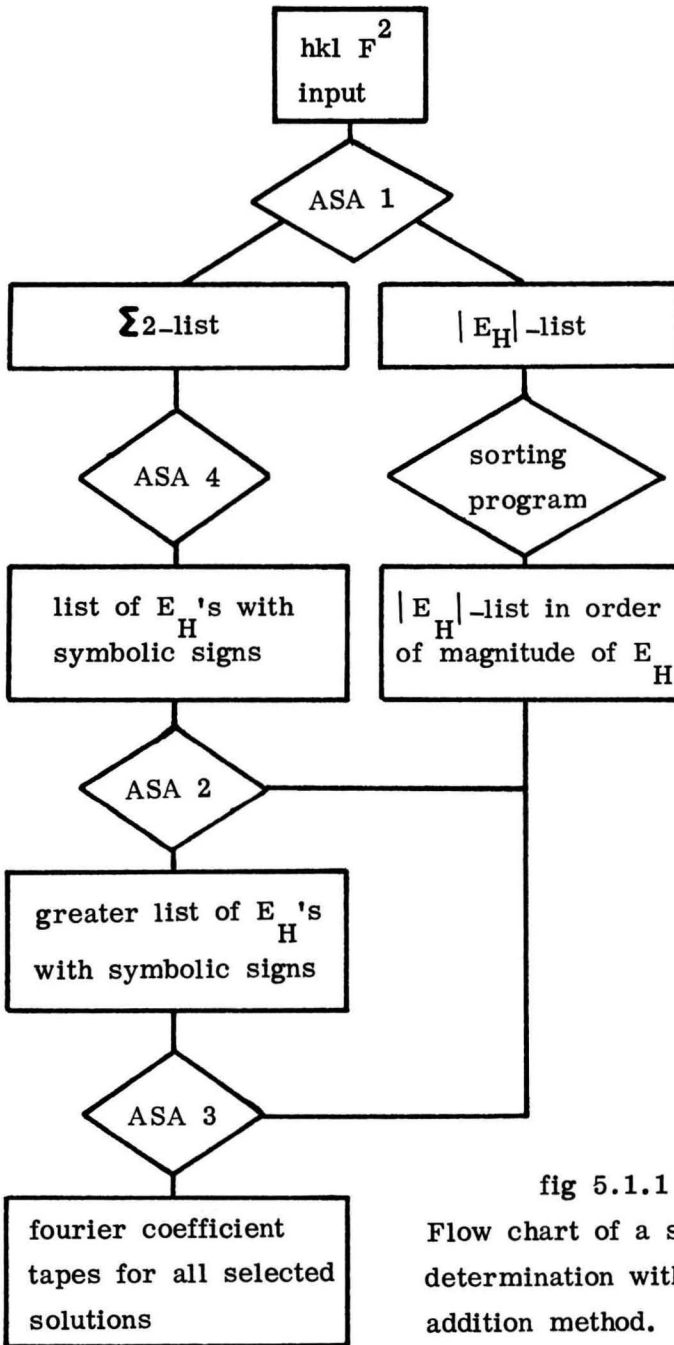 hkl F²
input
ASA 1
Σ2-list
|E_H|-list
ASA 4
sorting
program
list of E_H's with
symbolic signs
|E_H|-list in order
of magnitude of E_H
ASA 2
greater list of E_H's
with symbolic signs
ASA 3
fourier coefficient
tapes for all selected
solutions
fig 5.1.1
Flow chart of a
determination with
addition method.